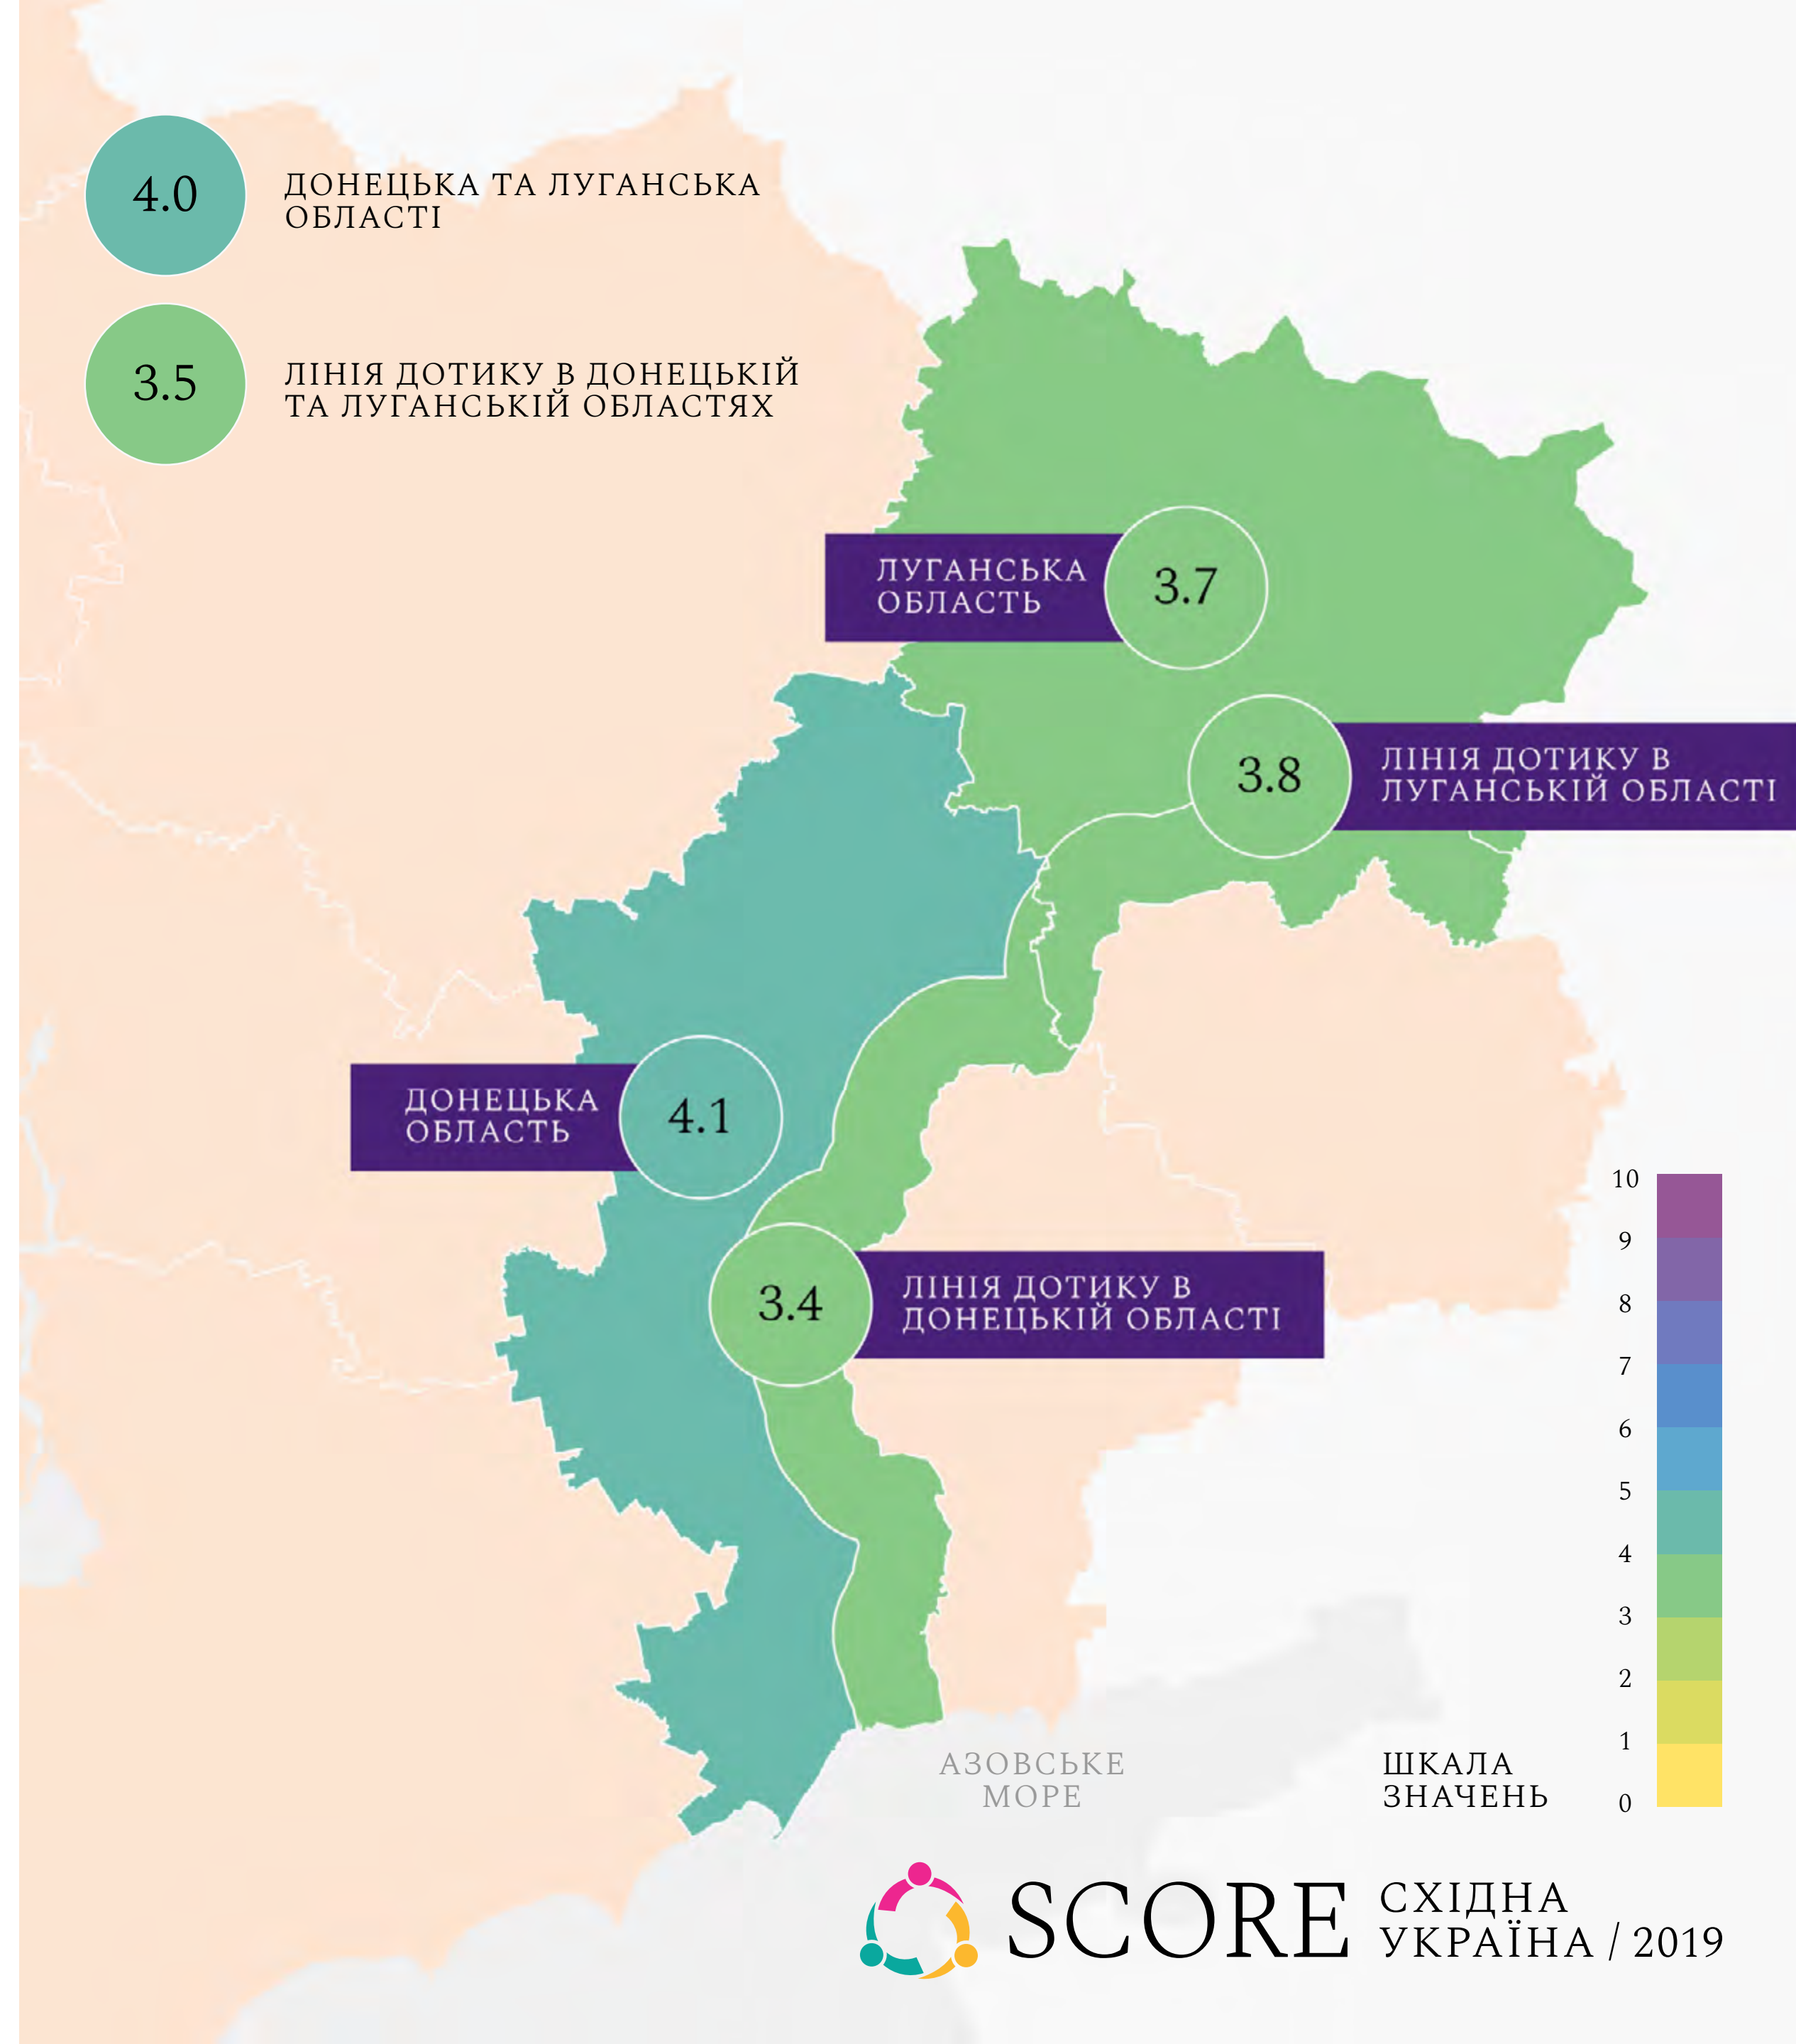 4.0
ДОНЕЦЬКА ТА ЛУГАНСЬКА
ОБЛАСТІ
3.5
ЛІНІЯ ДОТИКУ В ДОНЕЦЬКІЙ
ТА ЛУГАНСЬКІЙ ОБЛАСТЯХ
ЛУГАНСЬКА
ОБЛАСТЬ
3.7
3.8
ЛІНІЯ ДОТИКУ В
ЛУГАНСЬКІЙ ОБЛАСТІ
ДОНЕЦЬКА
ОБЛАСТЬ
4.1
3.4
ЛІНІЯ ДОТИКУ В
ДОНЕЦЬКІЙ ОБЛАСТІ
10
9
8
7
6
5
4
3
2
1
0
АЗОВСЬКЕ
МОРЕ
ШКАЛА
ЗНАЧЕНЬ
SCORE
СХІДНА
УКРАЇНА / 2019